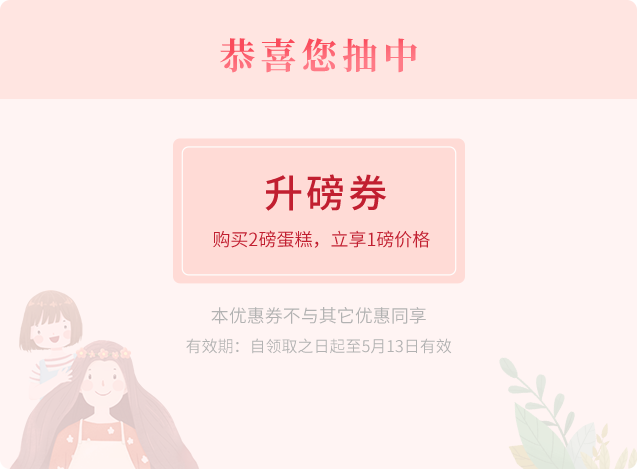 恭喜您抽中
升磅券
购买2磅蛋糕，立享1磅价格
本优惠券不与其它优惠同享
有效期：自领取之日起至5月13日有效